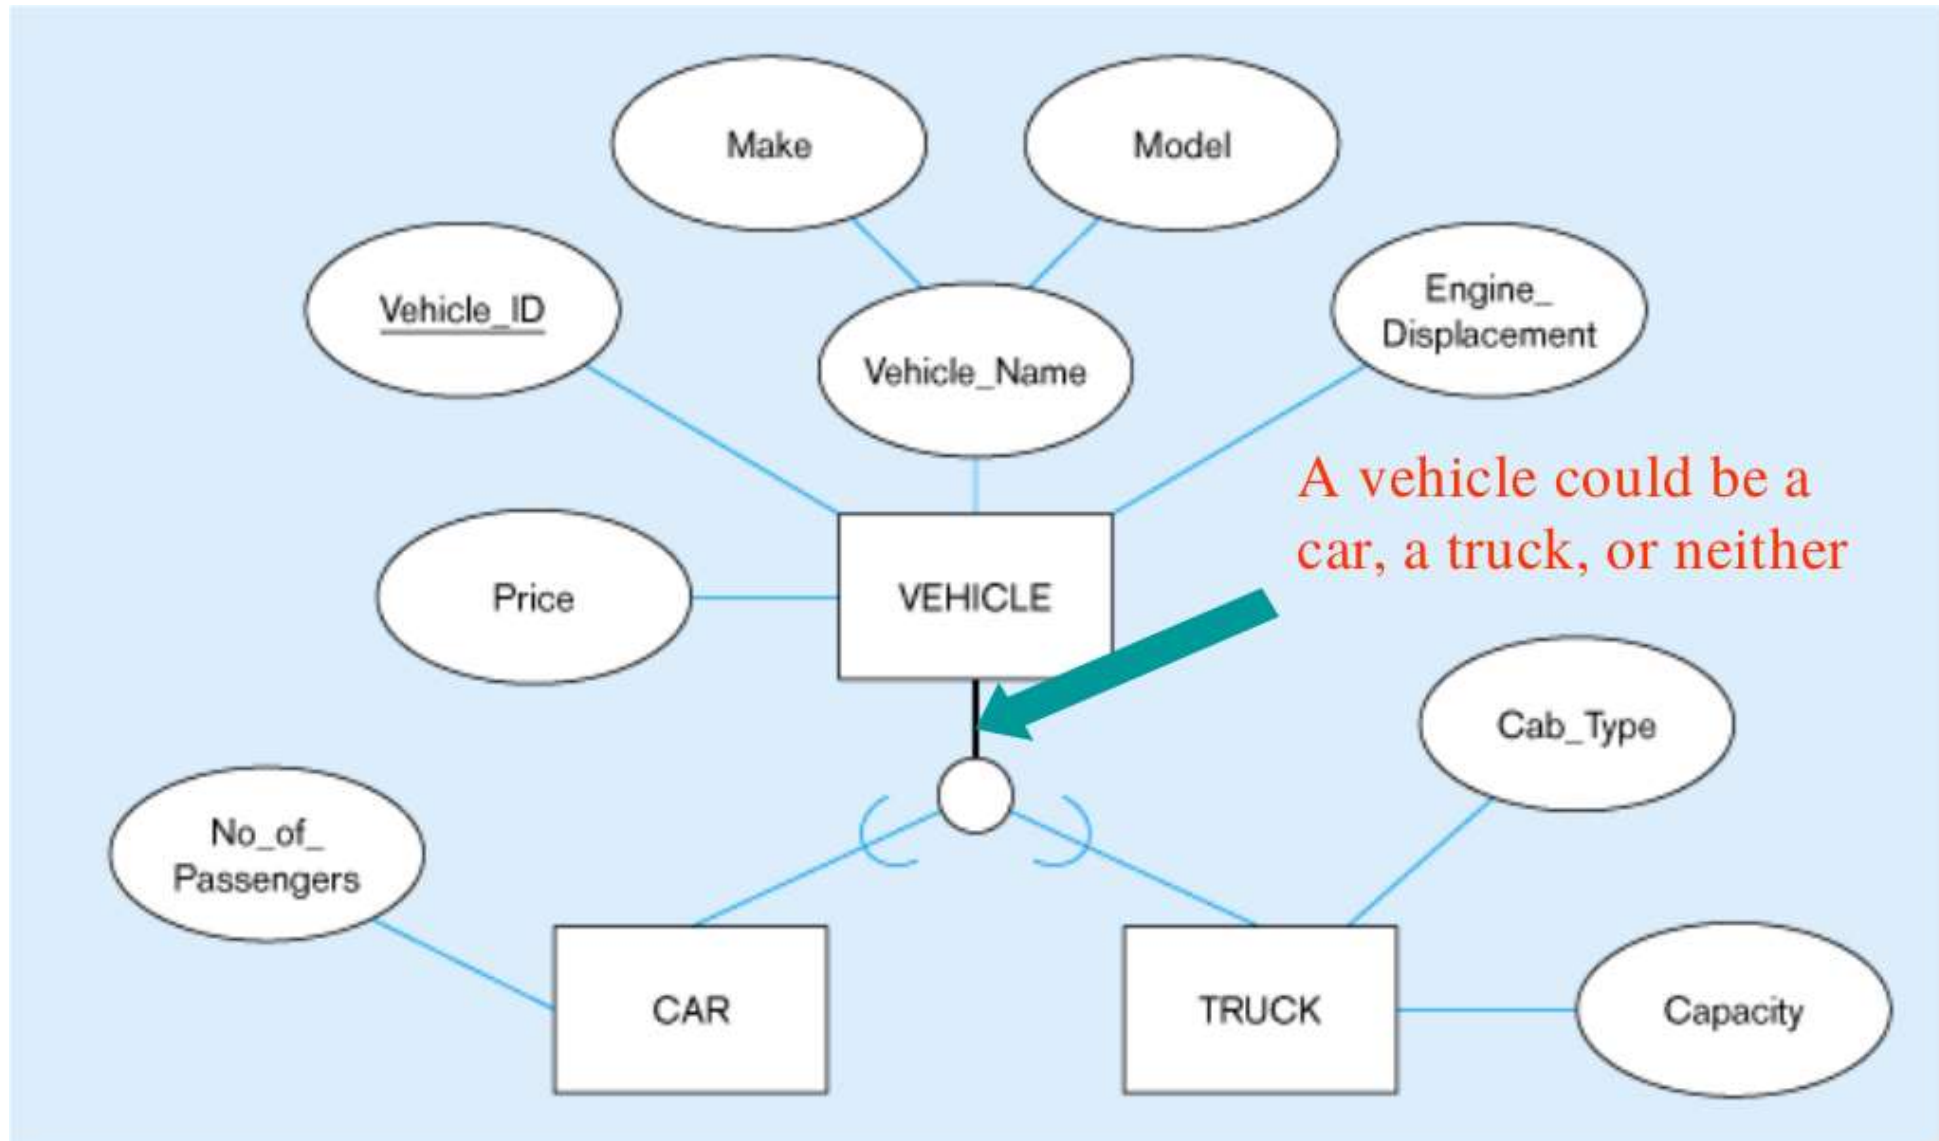 Make
Model
Vehicle_ID
Engine_
Displacement
Vehicle_Name
A vehicle could be a
car, a truck, or neither
Price
VEHICLE
Cab_Type
No_of_
Passengers
CAR
TRUCK
Capacity